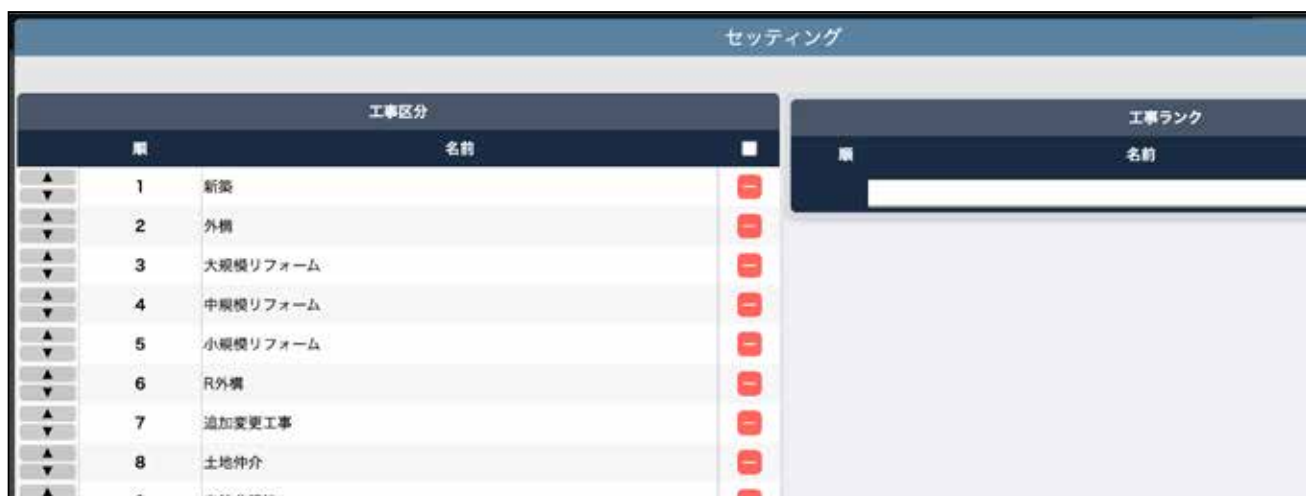 セッティング
工事区分
順 名前
1 新築
2 外構
3 大規模リフォーム
4 中規模リフォーム
5 小規模リフォーム
6 R外構
7 追加変更工事
8 土地仲介
工事ランク
順 名前